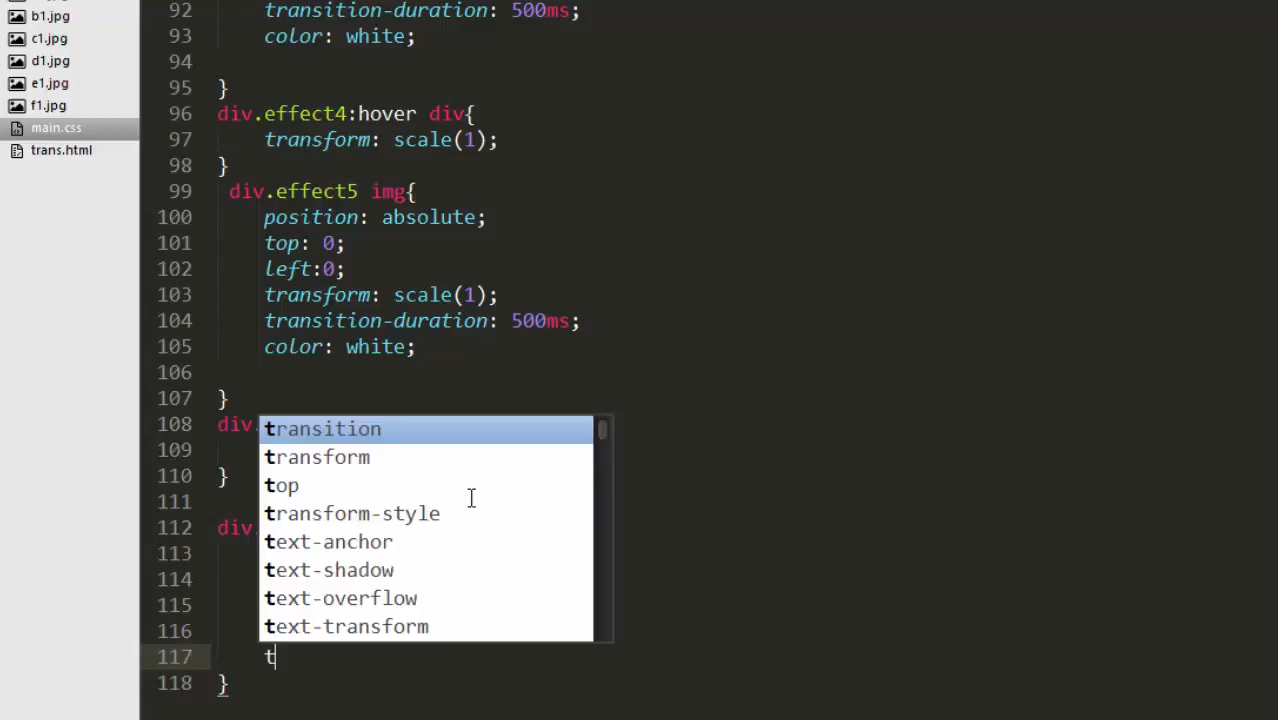 b1.jpg
c1.jpg
d1.jpg
e1.jpg
f1.jpg
main.css
trans.html
92 transition-duration: 500ms;
93 color: white;
94
95 }
96 div.effect4:hover div{
97 transform: scale(1);
98 }
99 div.effect5 img{
100 position: absolute;
101 top: 0;
102 left:0;
103 transform: scale(1);
104 transition-duration: 500ms;
105 color: white;
106
107 }
108 div.
109
110 }
111
112 div.
113
114
115
116
117 t
118 }
transition
transform
top
transform-style
text-anchor
text-shadow
text-overflow
text-transform